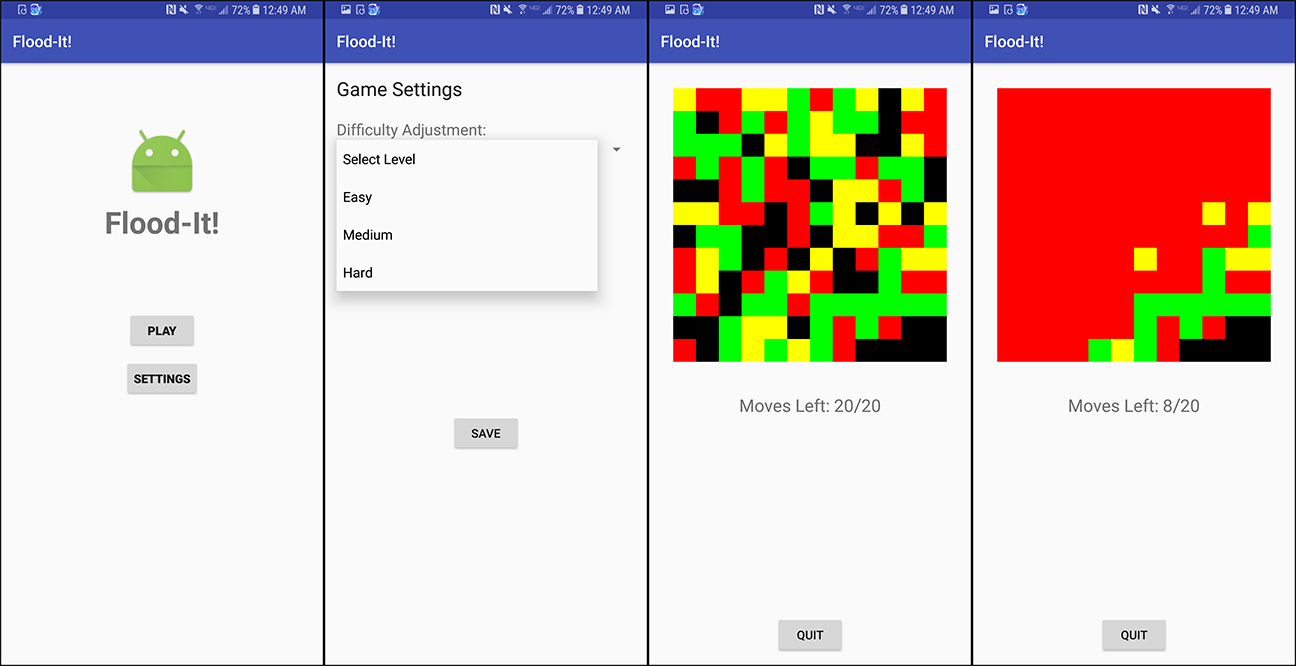 72% 12:49 AM
Flood-It!
Flood-It!
PLAY
SETTINGS
72% 12:49 AM
Flood-It!
Game Settings
Difficulty Adjustment:
Select Level
Easy
Medium
Hard
SAVE
72% 12:49 AM
Flood-It!
Moves Left: 20/20
QUIT
72% 12:49 AM
Flood-It!
Moves Left: 8/20
QUIT